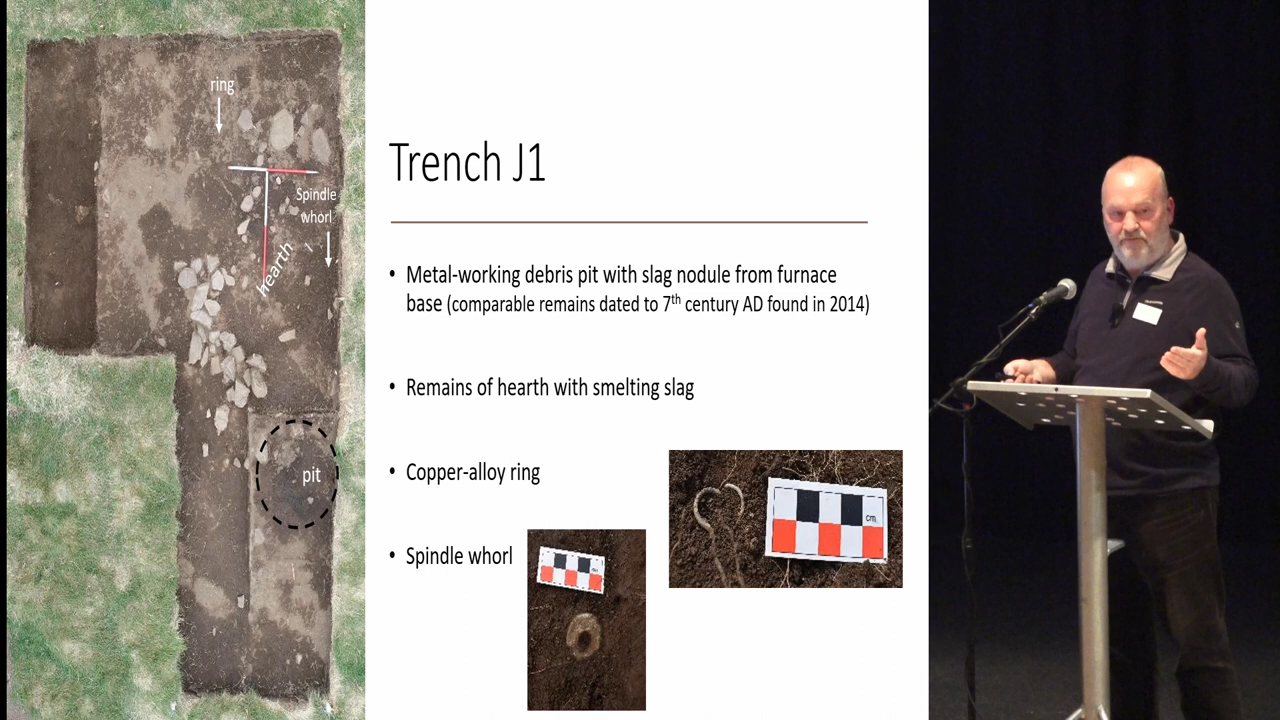 ring
Spindle
whorl
hearth
pit
Trench J1
• Metal-working debris pit with slag nodule from furnace
base (comparable remains dated to 7th century AD found in 2014)
• Remains of hearth with smelting slag
• Copper-alloy ring
• Spindle whorl
cm